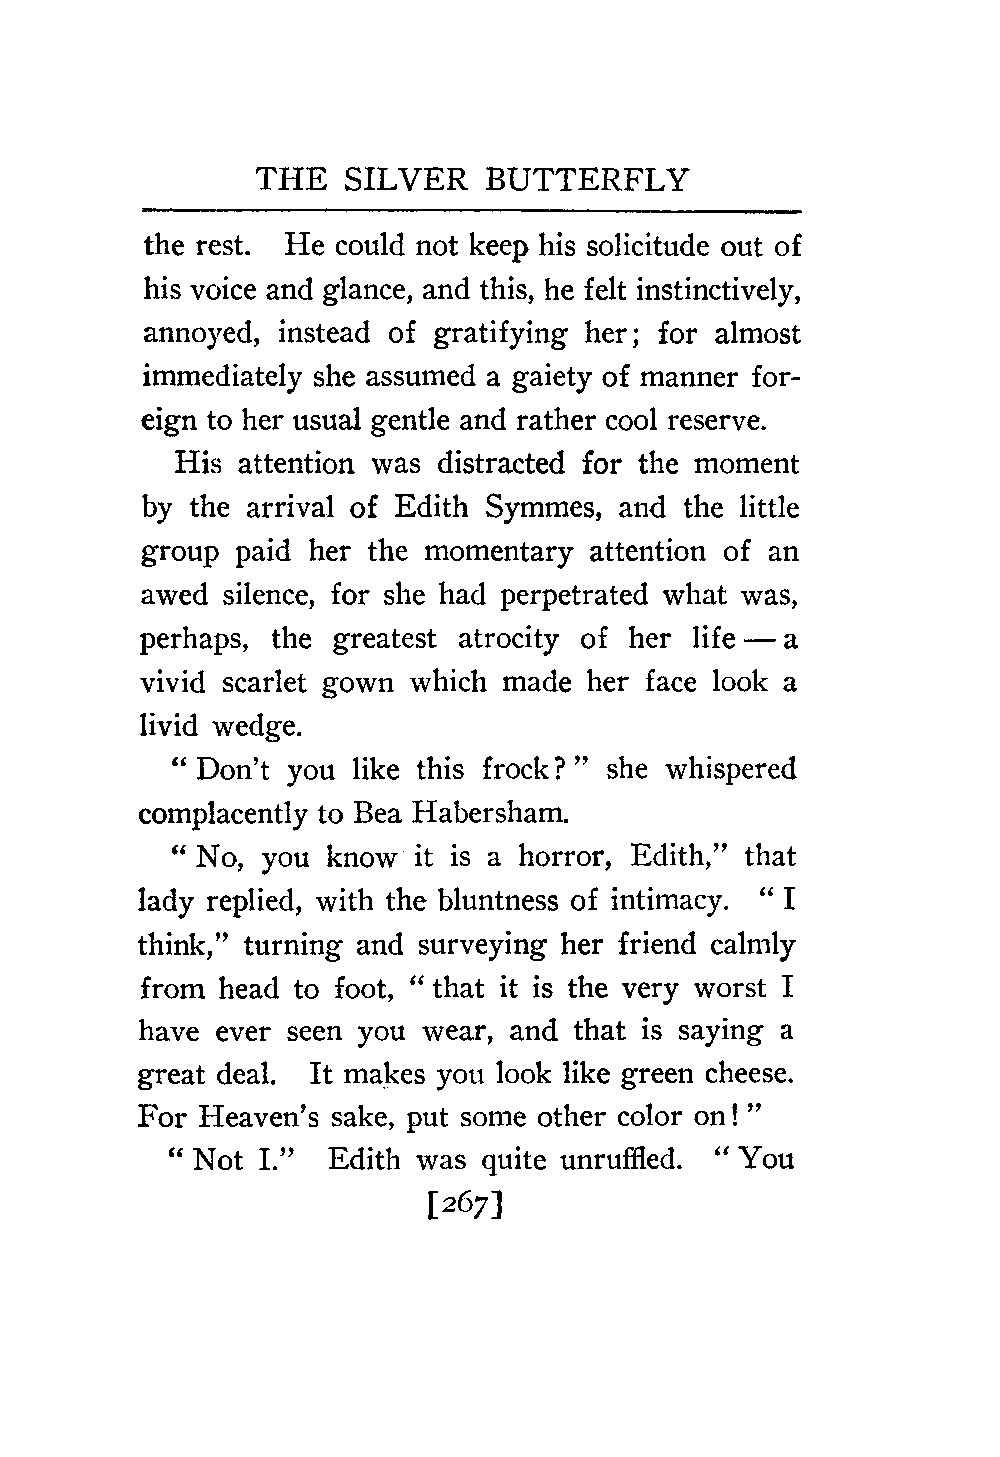 THE SILVER BUTTERFLY
the rest. He could not keep his solicitude out of
his voice and glance, and this, he felt instinctively,
annoyed, instead of gratifying her; for almost
immediately she assumed a gaiety of manner for-
eign to her usual gentle and rather cool reserve.
His attention was distracted for the moment
by the arrival of Edith Symmes, and the little
group paid her the momentary attention of an
awed silence, for she had perpetrated what was,
perhaps, the greatest atrocity of her life — a
vivid scarlet gown which made her face look a
livid wedge.
" Don't you like this frock? " she whispered
complacently to Bea Habersham.
" No, you know it is a horror, Edith," that
lady replied, with the bluntness of intimacy. " I
think," turning and surveying her friend calmly
from head to foot, " that it is the very worst I
have ever seen you wear, and that is saying a
great deal. It makes you look like green cheese.
For Heaven's sake, put some other color on! "
" Not I." Edith was quite unruffled. " You
[267]